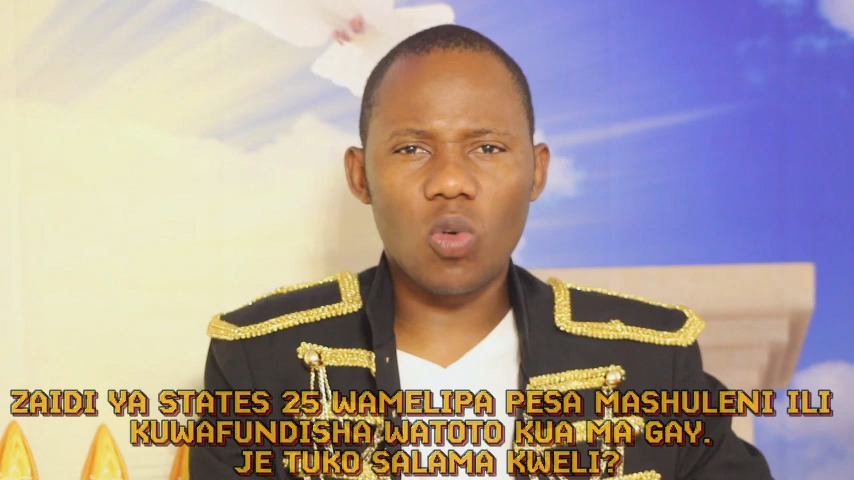 ZAIDI YA STATES 25 WAMELIPA PESA MASHULENI ILI
KUWAFUNDISHA WATOTO KUA MA GAY.
JE TUKO SALAMA KWELI?